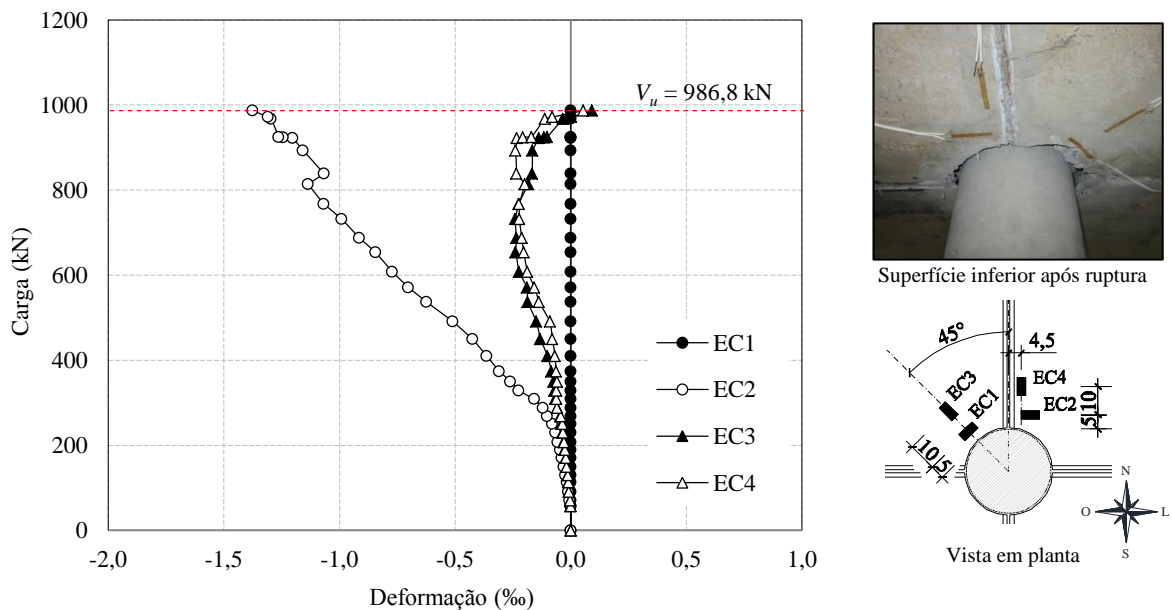 1200
1000
800
600
400
200
0
Carga (kN)
-2,0 -1,5 -1,0 -0,5 0,0 0,5 1,0
Deformação (‰)
Vu = 986,8 kN
EC1
EC2
EC3
EC4
Superfície inferior após ruptura
45°
4,5
EC3
EC1
EC4
EC2
10
5
10
5
N
O
L
S
Vista em planta